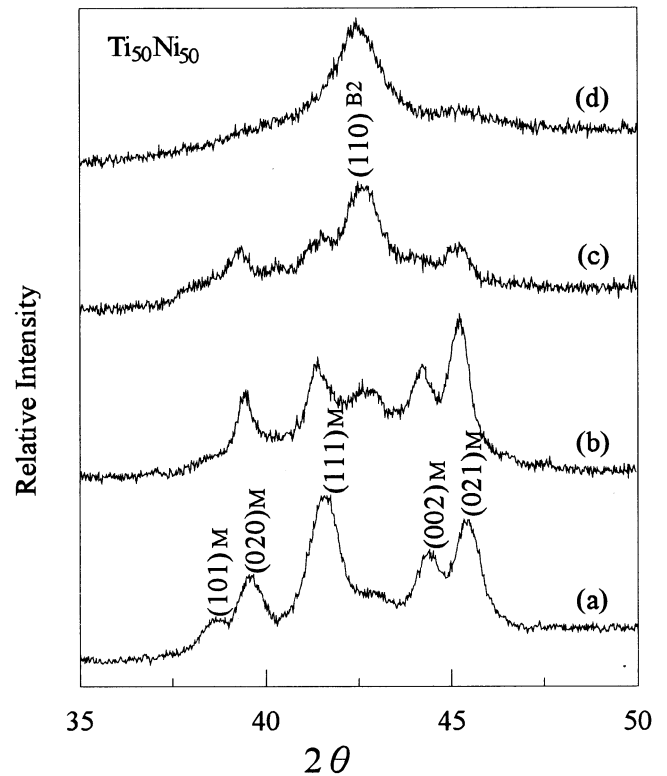 Ti50Ni50
(d)
(110) B2
(c)
(b)
(101)M
(020)M
(111)M
(002)M
(021)M
(a)
Relative Intensity
35 40 45 50
2θ